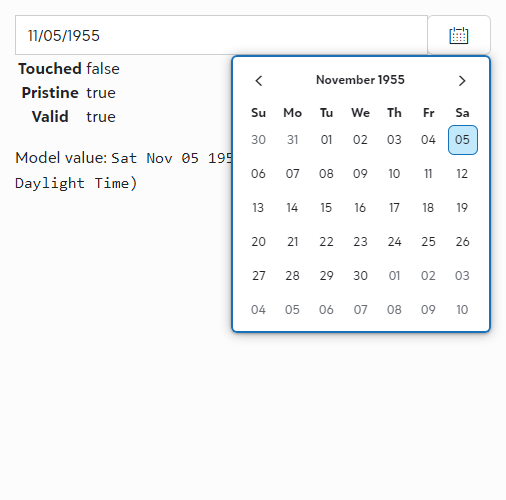 11/05/1955
Touched false
Pristine true
Valid true
Model value: Sat Nov 05 195
Daylight Time)
November 1955
Su Mo Tu We Th Fr Sa
30 31 01 02 03 04 05
06 07 08 09 10 11 12
13 14 15 16 17 18 19
20 21 22 23 24 25 26
27 28 29 30 01 02 03
04 05 06 07 08 09 10